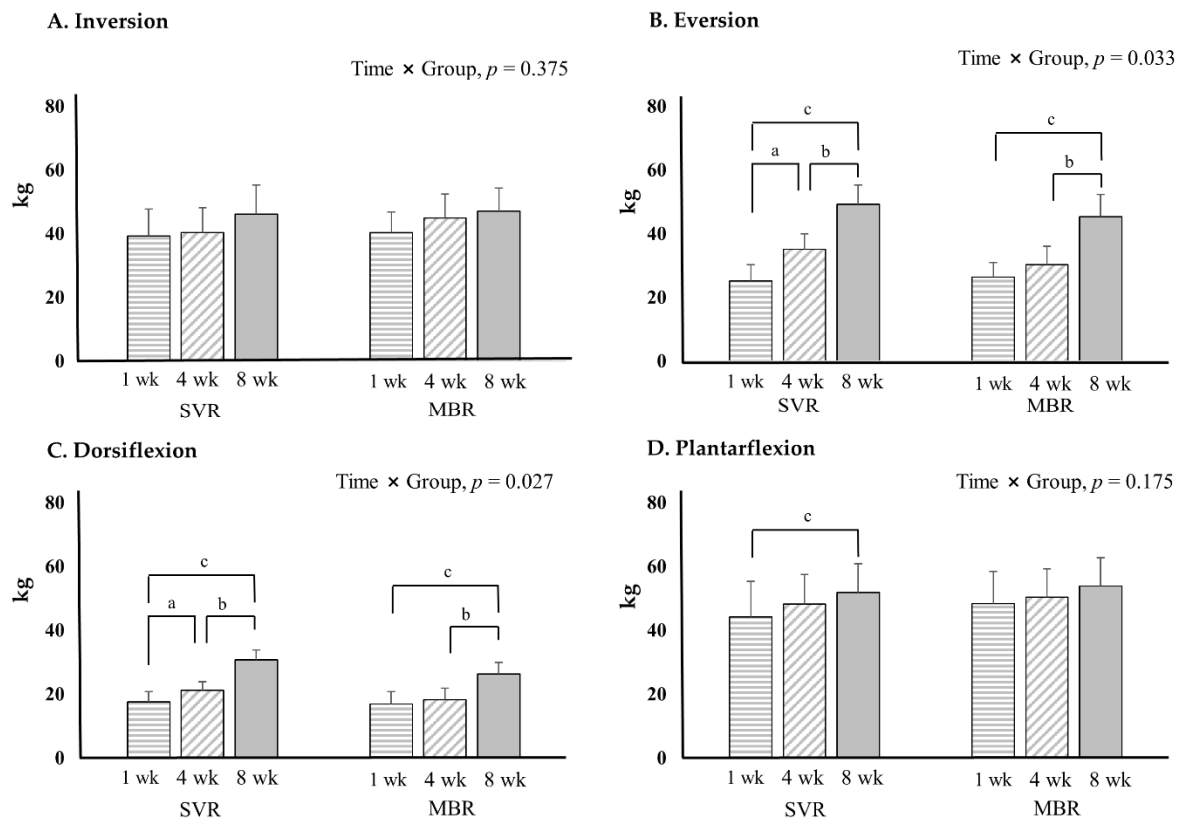 A. Inversion
Time × Group, p = 0.375
80
60
40
20
0
kg
1 wk 4 wk 8 wk 1 wk 4 wk 8 wk
SVR MBR
B. Eversion
Time × Group, p = 0.033
80
60
40
20
0
kg
c c
a b b
1 wk 4 wk 8 wk 1 wk 4 wk 8 wk
SVR MBR
C. Dorsiflexion
Time × Group, p = 0.027
80
60
40
20
0
kg
c c
a b b
1 wk 4 wk 8 wk 1 wk 4 wk 8 wk
SVR MBR
D. Plantarflexion
Time × Group, p = 0.175
80
60
40
20
0
kg
c
1 wk 4 wk 8 wk 1 wk 4 wk 8 wk
SVR MBR